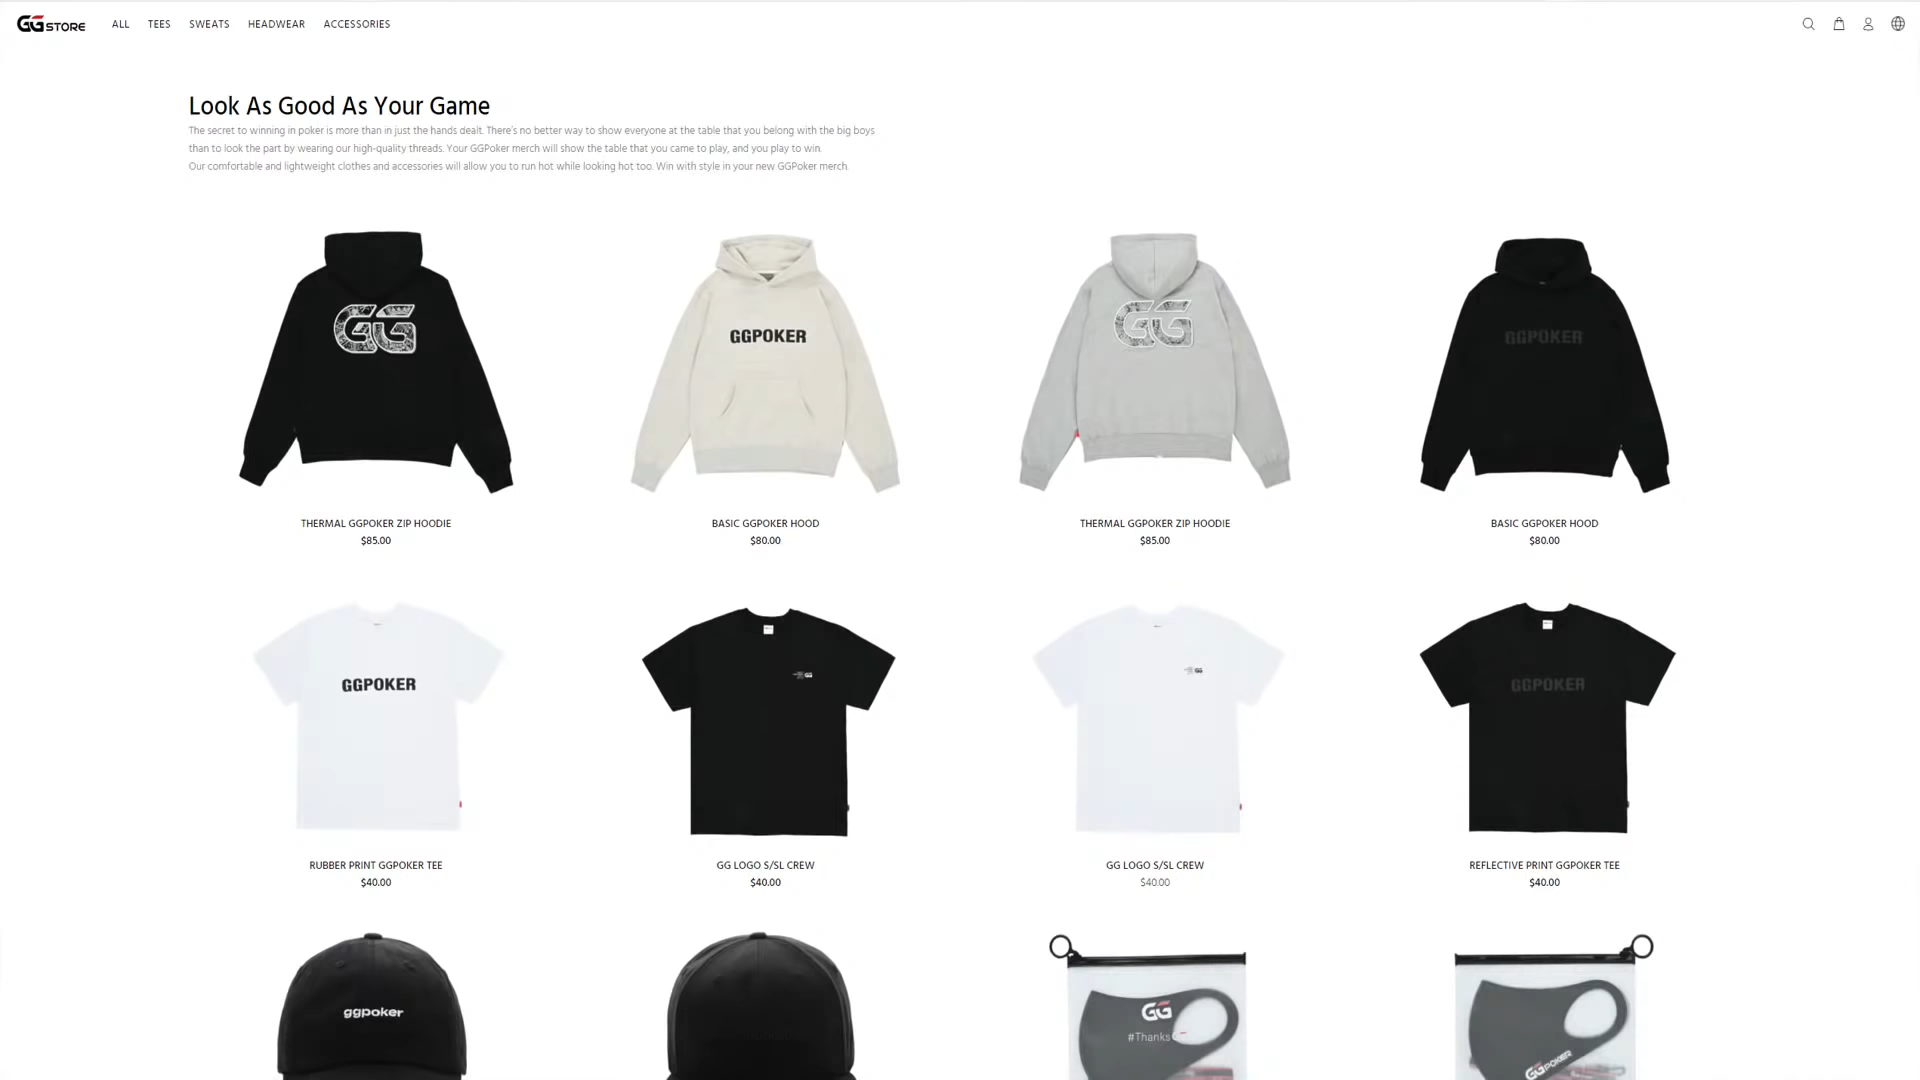 GG STORE
ALL TEES SWEATS HEADWEAR ACCESSORIES
Look As Good As Your Game
The secret to winning in poker is more than in just the hands dealt. There's no better way to show everyone at the table that you belong with the big boys
than to look the part by wearing our high-quality threads. Your GGPoker merch will show the table that you came to play, and you play to win.
Our comfortable and lightweight clothes and accessories will allow you to run hot while looking hot too. Win with style in your new GGPoker merch.
GG
GGPOKER
GG
GGPOKER
THERMAL GGPOKER ZIP HOODIE
$85.00
BASIC GGPOKER HOOD
$80.00
THERMAL GGPOKER ZIP HOODIE
$85.00
BASIC GGPOKER HOOD
$80.00
GGPOKER
GG
GG
GGPOKER
RUBBER PRINT GGPOKER TEE
$40.00
GG LOGO S/SL CREW
$40.00
GG LOGO S/SL CREW
$40.00
REFLECTIVE PRINT GGPOKER TEE
$40.00
ggpoker
GG
#Thanks
GGPOKER